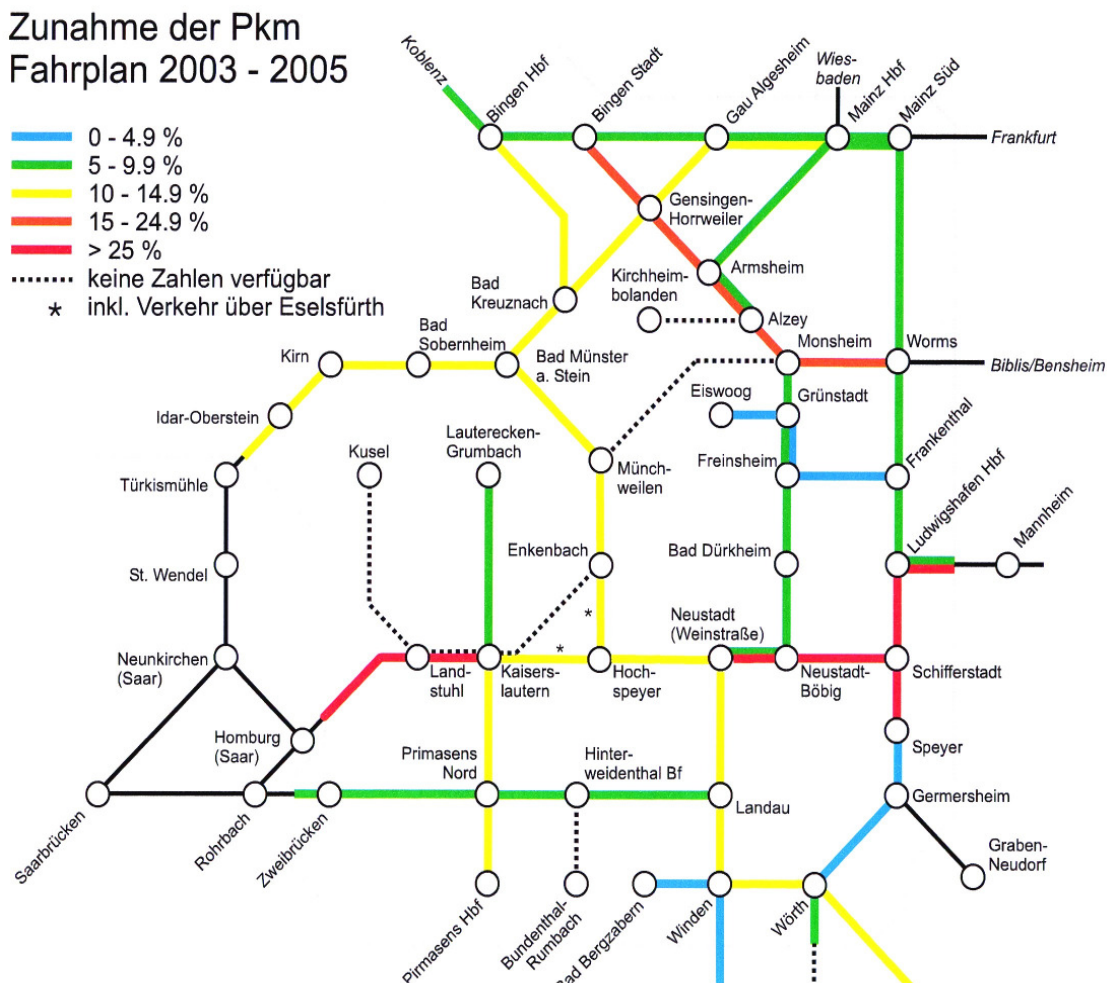 Zunahme der Pkm
Fahrplan 2003 - 2005
0 - 4.9 %
5 - 9.9 %
10 - 14.9 %
15 - 24.9 %
> 25 %
keine Zahlen verfügbar
* inkl. Verkehr über Eselsfürth
Koblenz
Bingen Hbf
Bingen Stadt
Gau Algesheim
Wies-
baden
Mainz Hbf
Mainz Süd
Frankfurt
Gensingen-
Horrweiler
Armsheim
Kirchheim-
bolanden
Alzey
Bad
Kreuznach
Bad
Sobernheim
Kirn
Bad Münster
a. Stein
Monsheim
Worms
Biblis/Bensheim
Idar-Oberstein
Eiswoog
Grünstadt
Türkismühle
Kusel
Lauterecken-
Grumbach
Münch-
weilen
Freinsheim
Frankenthal
St. Wendel
Enkenbach
Bad Dürkheim
Ludwigshafen Hbf
Mannheim
*
*
Neunkirchen
(Saar)
Land-
stuhl
Kaisers-
lautern
Hoch-
speyer
Neustadt
(Weinstraße)
Neustadt-
Böbig
Schifferstadt
Homburg
(Saar)
Primasens
Nord
Hinter-
weidenthal Bf
Speyer
Landau
Germersheim
Saarbrücken
Rohrbach
Zweibrücken
Graben-
Neudorf
Pirmasens Hbf
Bundenthal-
Rumbach
Bad Bergzabern
Winden
Wörth